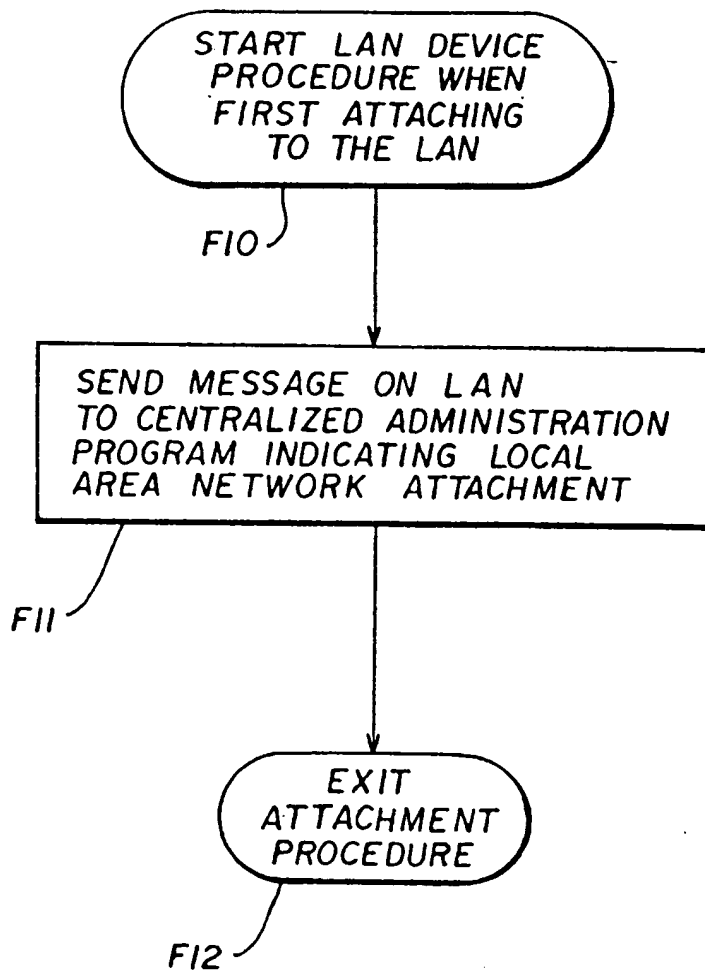 START LAN DEVICE
PROCEDURE WHEN
FIRST ATTACHING
TO THE LAN
F10
SEND MESSAGE ON LAN
TO CENTRALIZED ADMINISTRATION
PROGRAM INDICATING LOCAL
AREA NETWORK ATTACHMENT
F11
EXIT
ATTACHMENT
PROCEDURE
F12